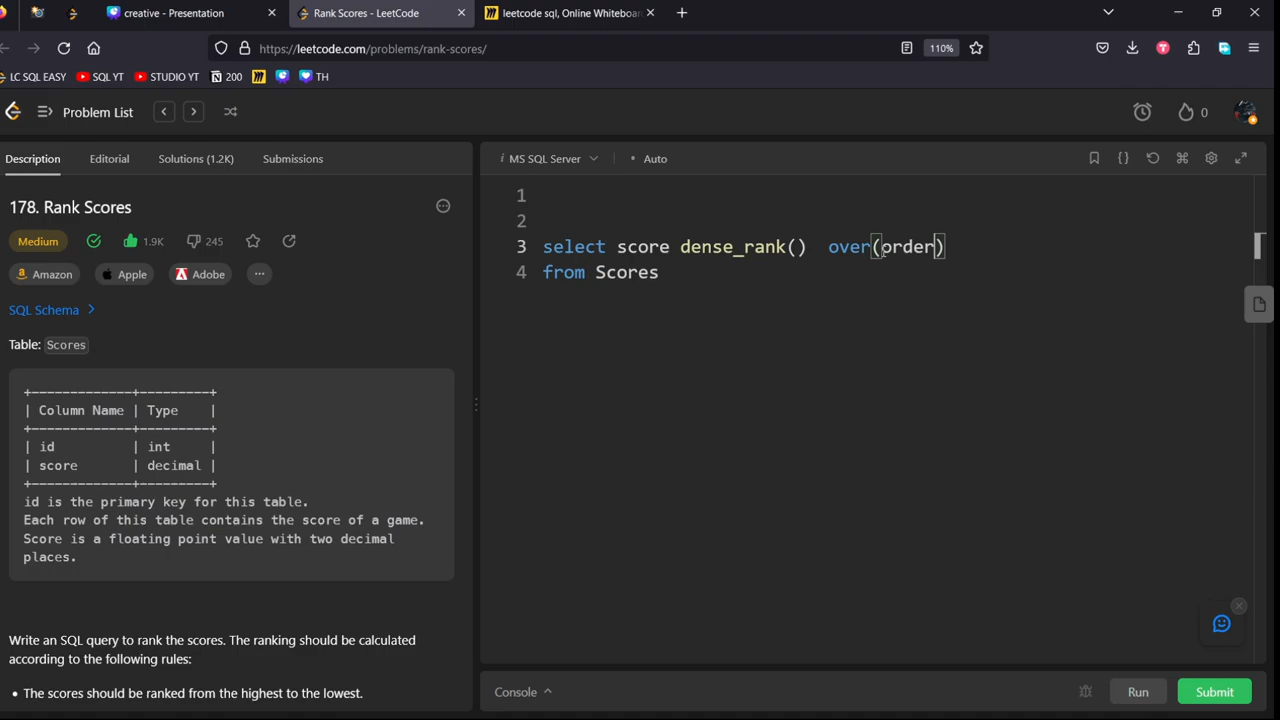 creative - Presentation
Rank Scores - LeetCode
leetcode sql, Online Whiteboar
https://leetcode.com/problems/rank-scores/
110%
LC SQL EASY
SQL YT
STUDIO YT
200
TH
Problem List
0
Description
Editorial
Solutions (1.2K)
Submissions
i MS SQL Server
• Auto
178. Rank Scores
Medium
1.9K
245
Amazon
Apple
Adobe
SQL Schema
Table: Scores
+-------------+---------+
| Column Name | Type    |
+-------------+---------+
| id          | int     |
| score       | decimal |
+-------------+---------+
id is the primary key for this table.
Each row of this table contains the score of a game.
Score is a floating point value with two decimal
places.
Write an SQL query to rank the scores. The ranking should be calculated
according to the following rules:
• The scores should be ranked from the highest to the lowest.
1
2
3 select score dense_rank()  over(order)
4 from Scores
Console
Run
Submit